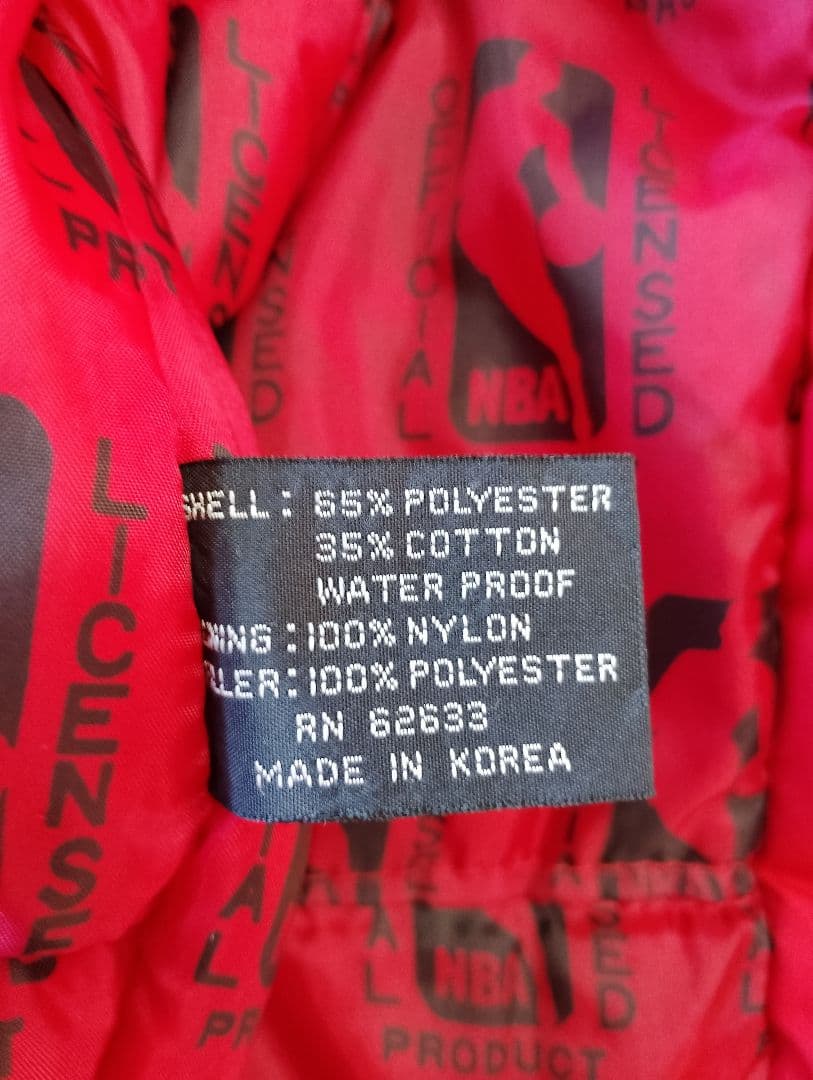 LICENSED
OFFICIAL
NBA
LICENSED
LICENSED
SHELL: 65% POLYESTER
35% COTTON
WATER PROOF
:100% NYLON
:100% POLYESTER
RN 62633
MADE IN KOREA
NBA
PRODUCT